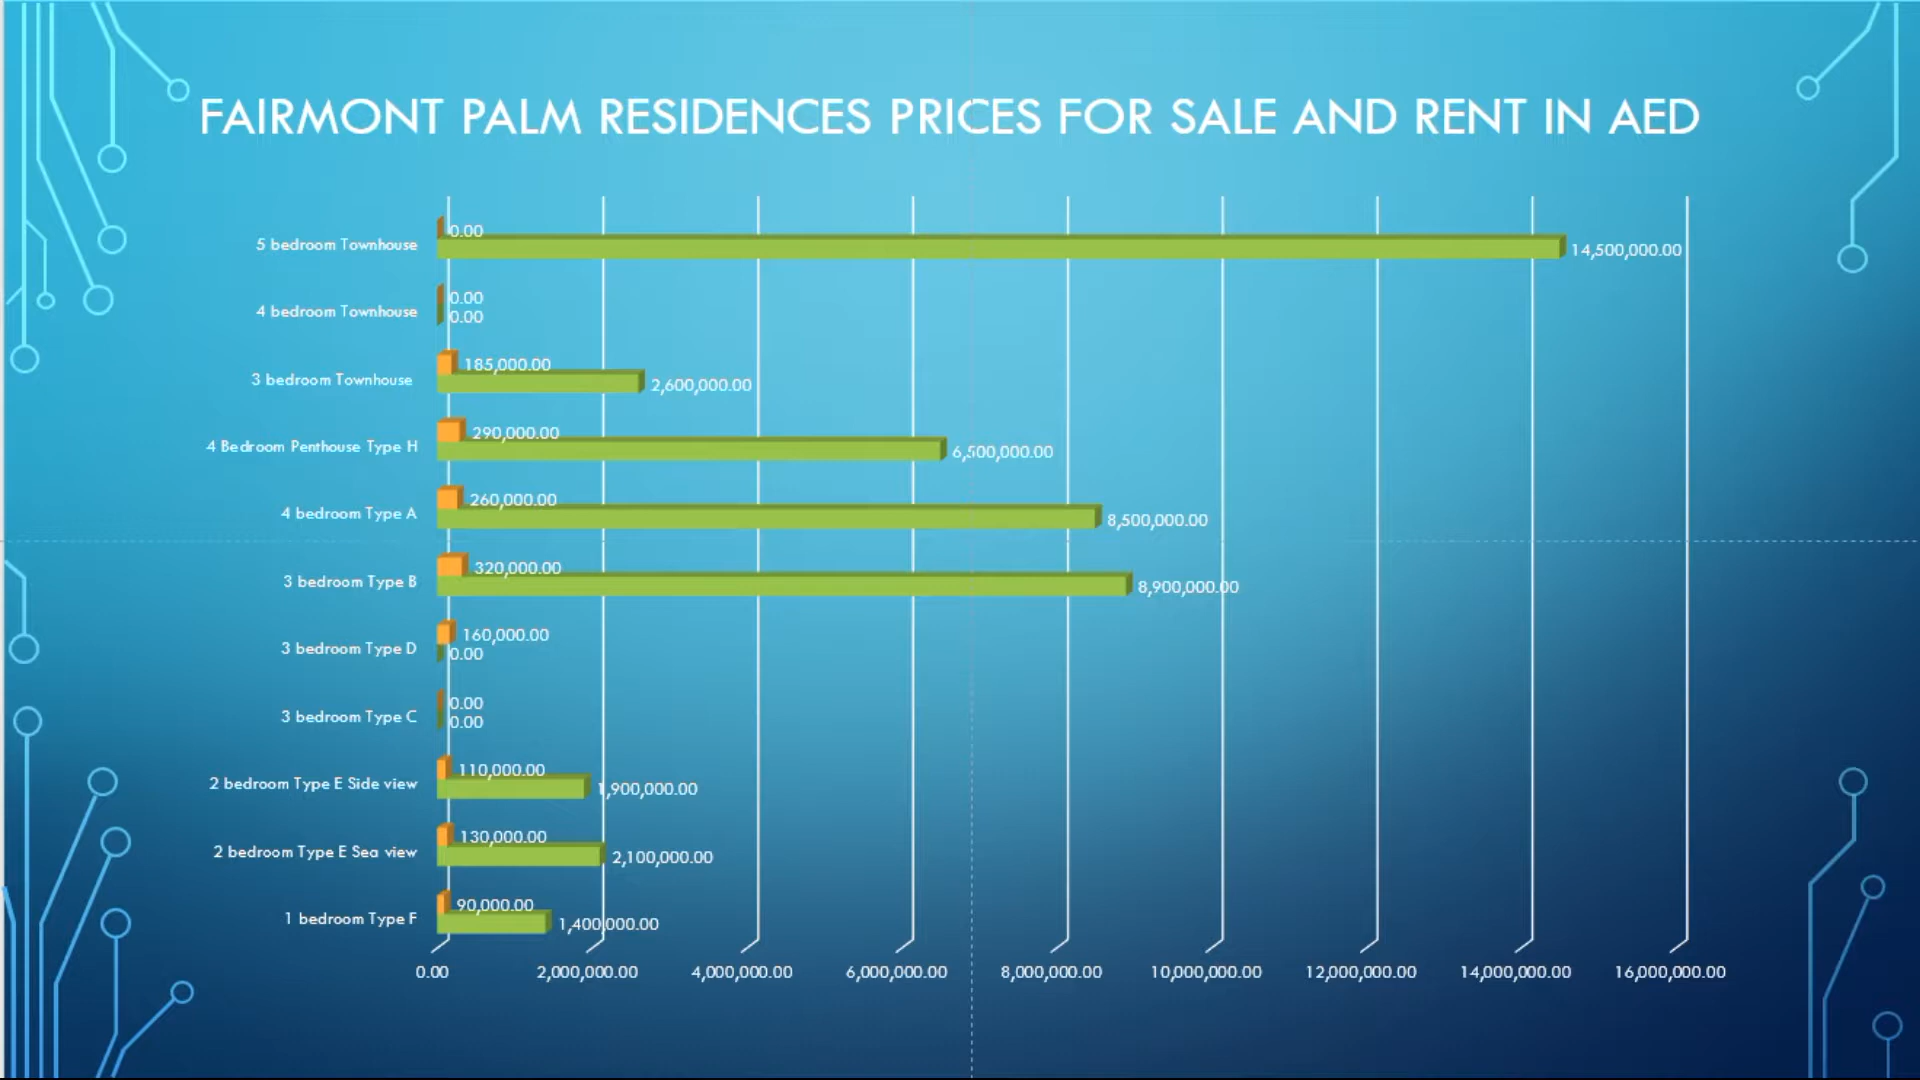 FAIRMONT PALM RESIDENCES PRICES FOR SALE AND RENT IN AED
0.00
5 bedroom Townhouse
14,500,000.00
0.00
4 bedroom Townhouse
0.00
185,000.00
3 bedroom Townhouse
2,600,000.00
290,000.00
4 Bedroom Penthouse Type H
6,500,000.00
260,000.00
4 bedroom Type A
8,500,000.00
320,000.00
3 bedroom Type B
8,900,000.00
160,000.00
3 bedroom Type D
0.00
0.00
3 bedroom Type C
0.00
110,000.00
2 bedroom Type E Side view
1,900,000.00
130,000.00
2 bedroom Type E Sea view
2,100,000.00
90,000.00
1 bedroom Type F
1,400,000.00
0.00 2,000,000.00 4,000,000.00 6,000,000.00 8,000,000.00 10,000,000.00 12,000,000.00 14,000,000.00 16,000,000.00